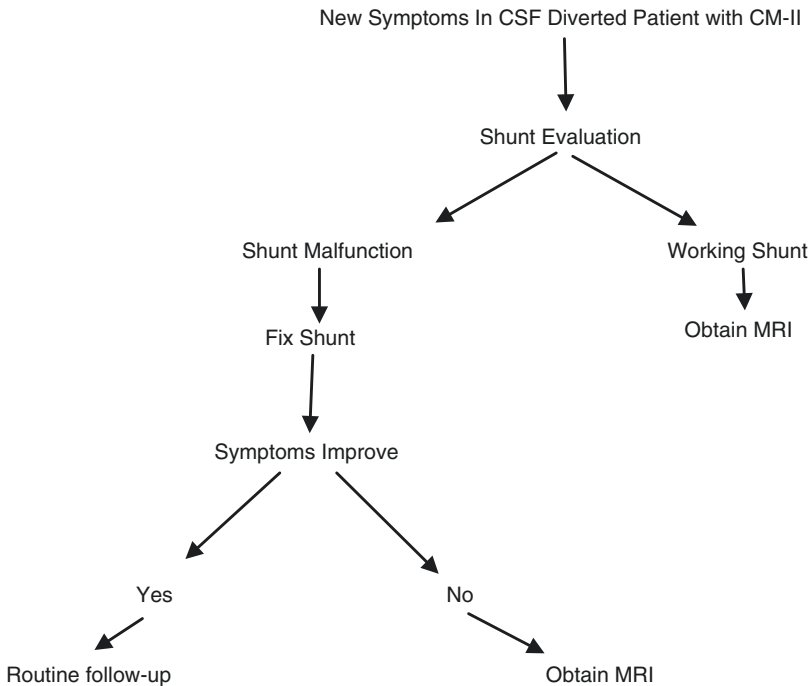 New Symptoms In CSF Diverted Patient with CM-II
Shunt Evaluation
Shunt Malfunction
Working Shunt
Fix Shunt
Obtain MRI
Symptoms Improve
Yes
No
Routine follow-up
Obtain MRI